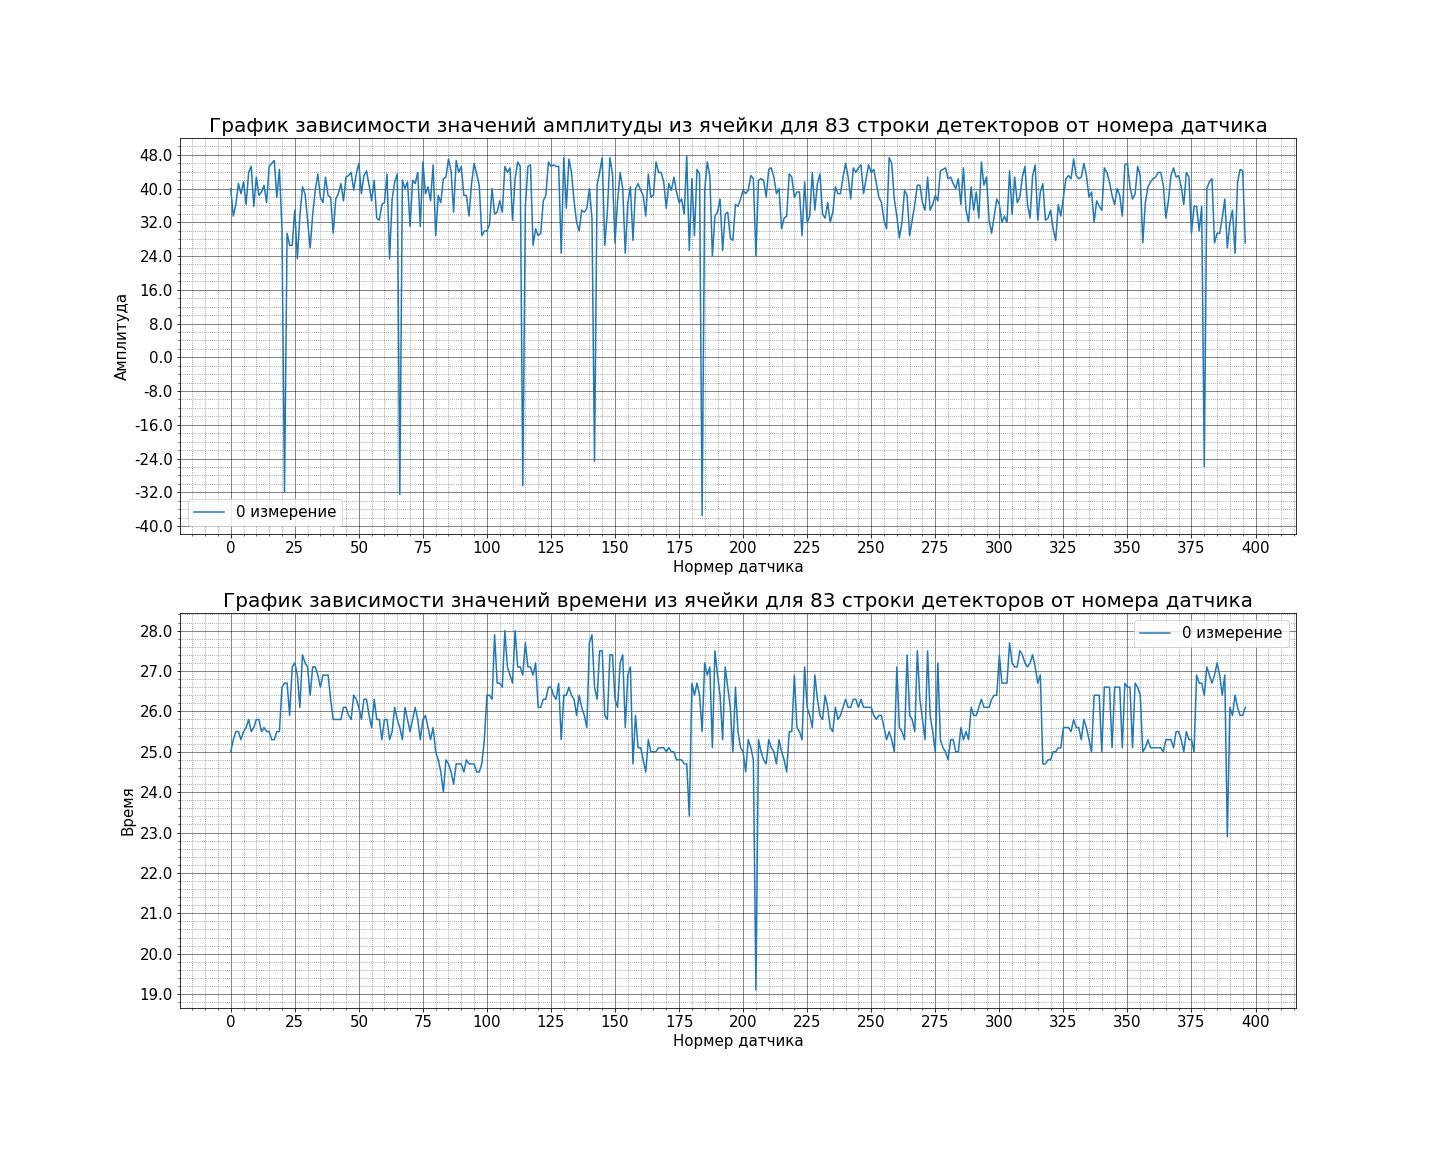 График зависимости значений амплитуды из ячейки для 83 строки детекторов от номера датчика
48.0
40.0
32.0
24.0
16.0
8.0
0.0
-8.0
-16.0
-24.0
-32.0
-40.0
Амплитуда
0 измерение
0 25 50 75 100 125 150 175 200 225 250 275 300 325 350 375 400
Нормер датчика
График зависимости значений времени из ячейки для 83 строки детекторов от номера датчика
28.0
27.0
26.0
25.0
24.0
23.0
22.0
21.0
20.0
19.0
Время
0 измерение
0 25 50 75 100 125 150 175 200 225 250 275 300 325 350 375 400
Нормер датчика